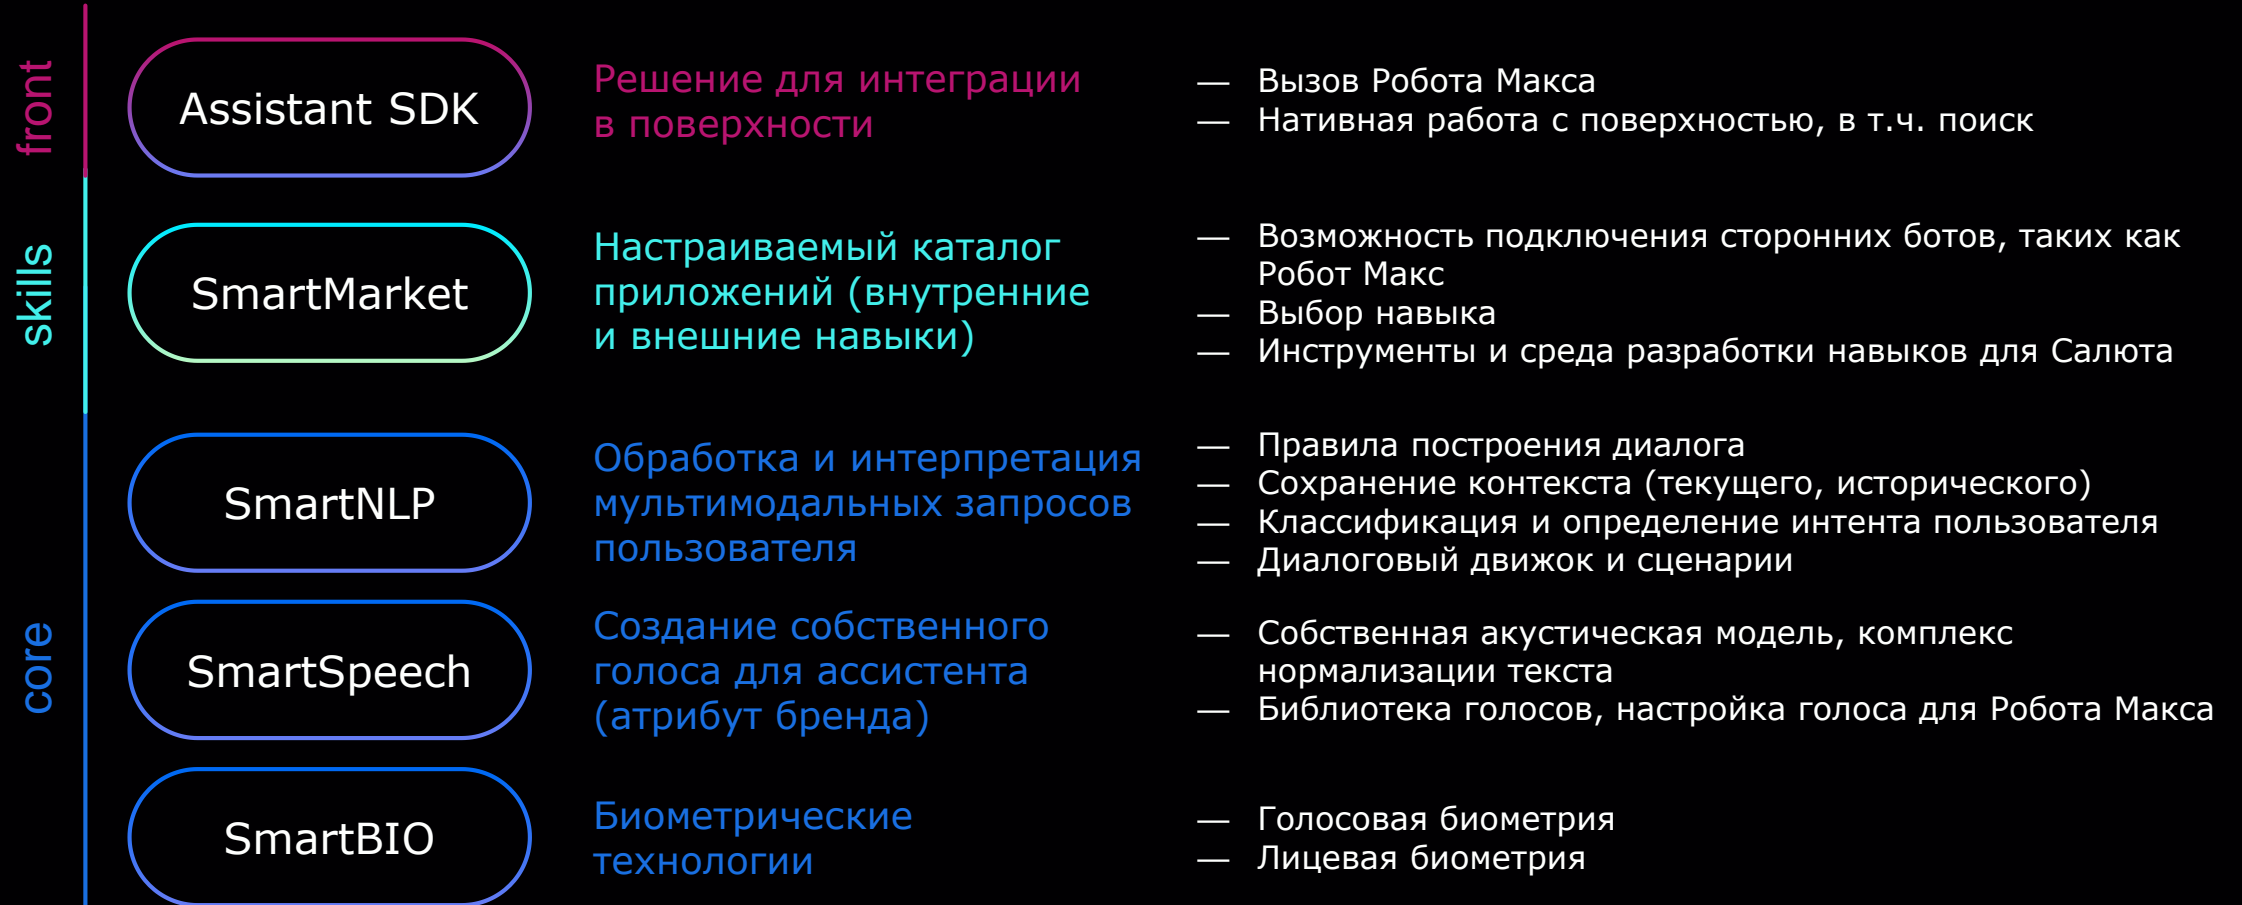 front
Assistant SDK
Решение для интеграции
в поверхности
— Вызов Робота Макса
— Нативная работа с поверхностью, в т.ч. поиск
skills
SmartMarket
Настраиваемый каталог
приложений (внутренние
и внешние навыки)
— Возможность подключения сторонних ботов, таких как
Робот Макс
— Выбор навыка
— Инструменты и среда разработки навыков для Салюта
core
SmartNLP
Обработка и интерпретация
мультимодальных запросов
пользователя
— Правила построения диалога
— Сохранение контекста (текущего, исторического)
— Классификация и определение интента пользователя
— Диалоговый движок и сценарии
SmartSpeech
Создание собственного
голоса для ассистента
(атрибут бренда)
— Собственная акустическая модель, комплекс
нормализации текста
— Библиотека голосов, настройка голоса для Робота Макса
SmartBIO
Биометрические
технологии
— Голосовая биометрия
— Лицевая биометрия